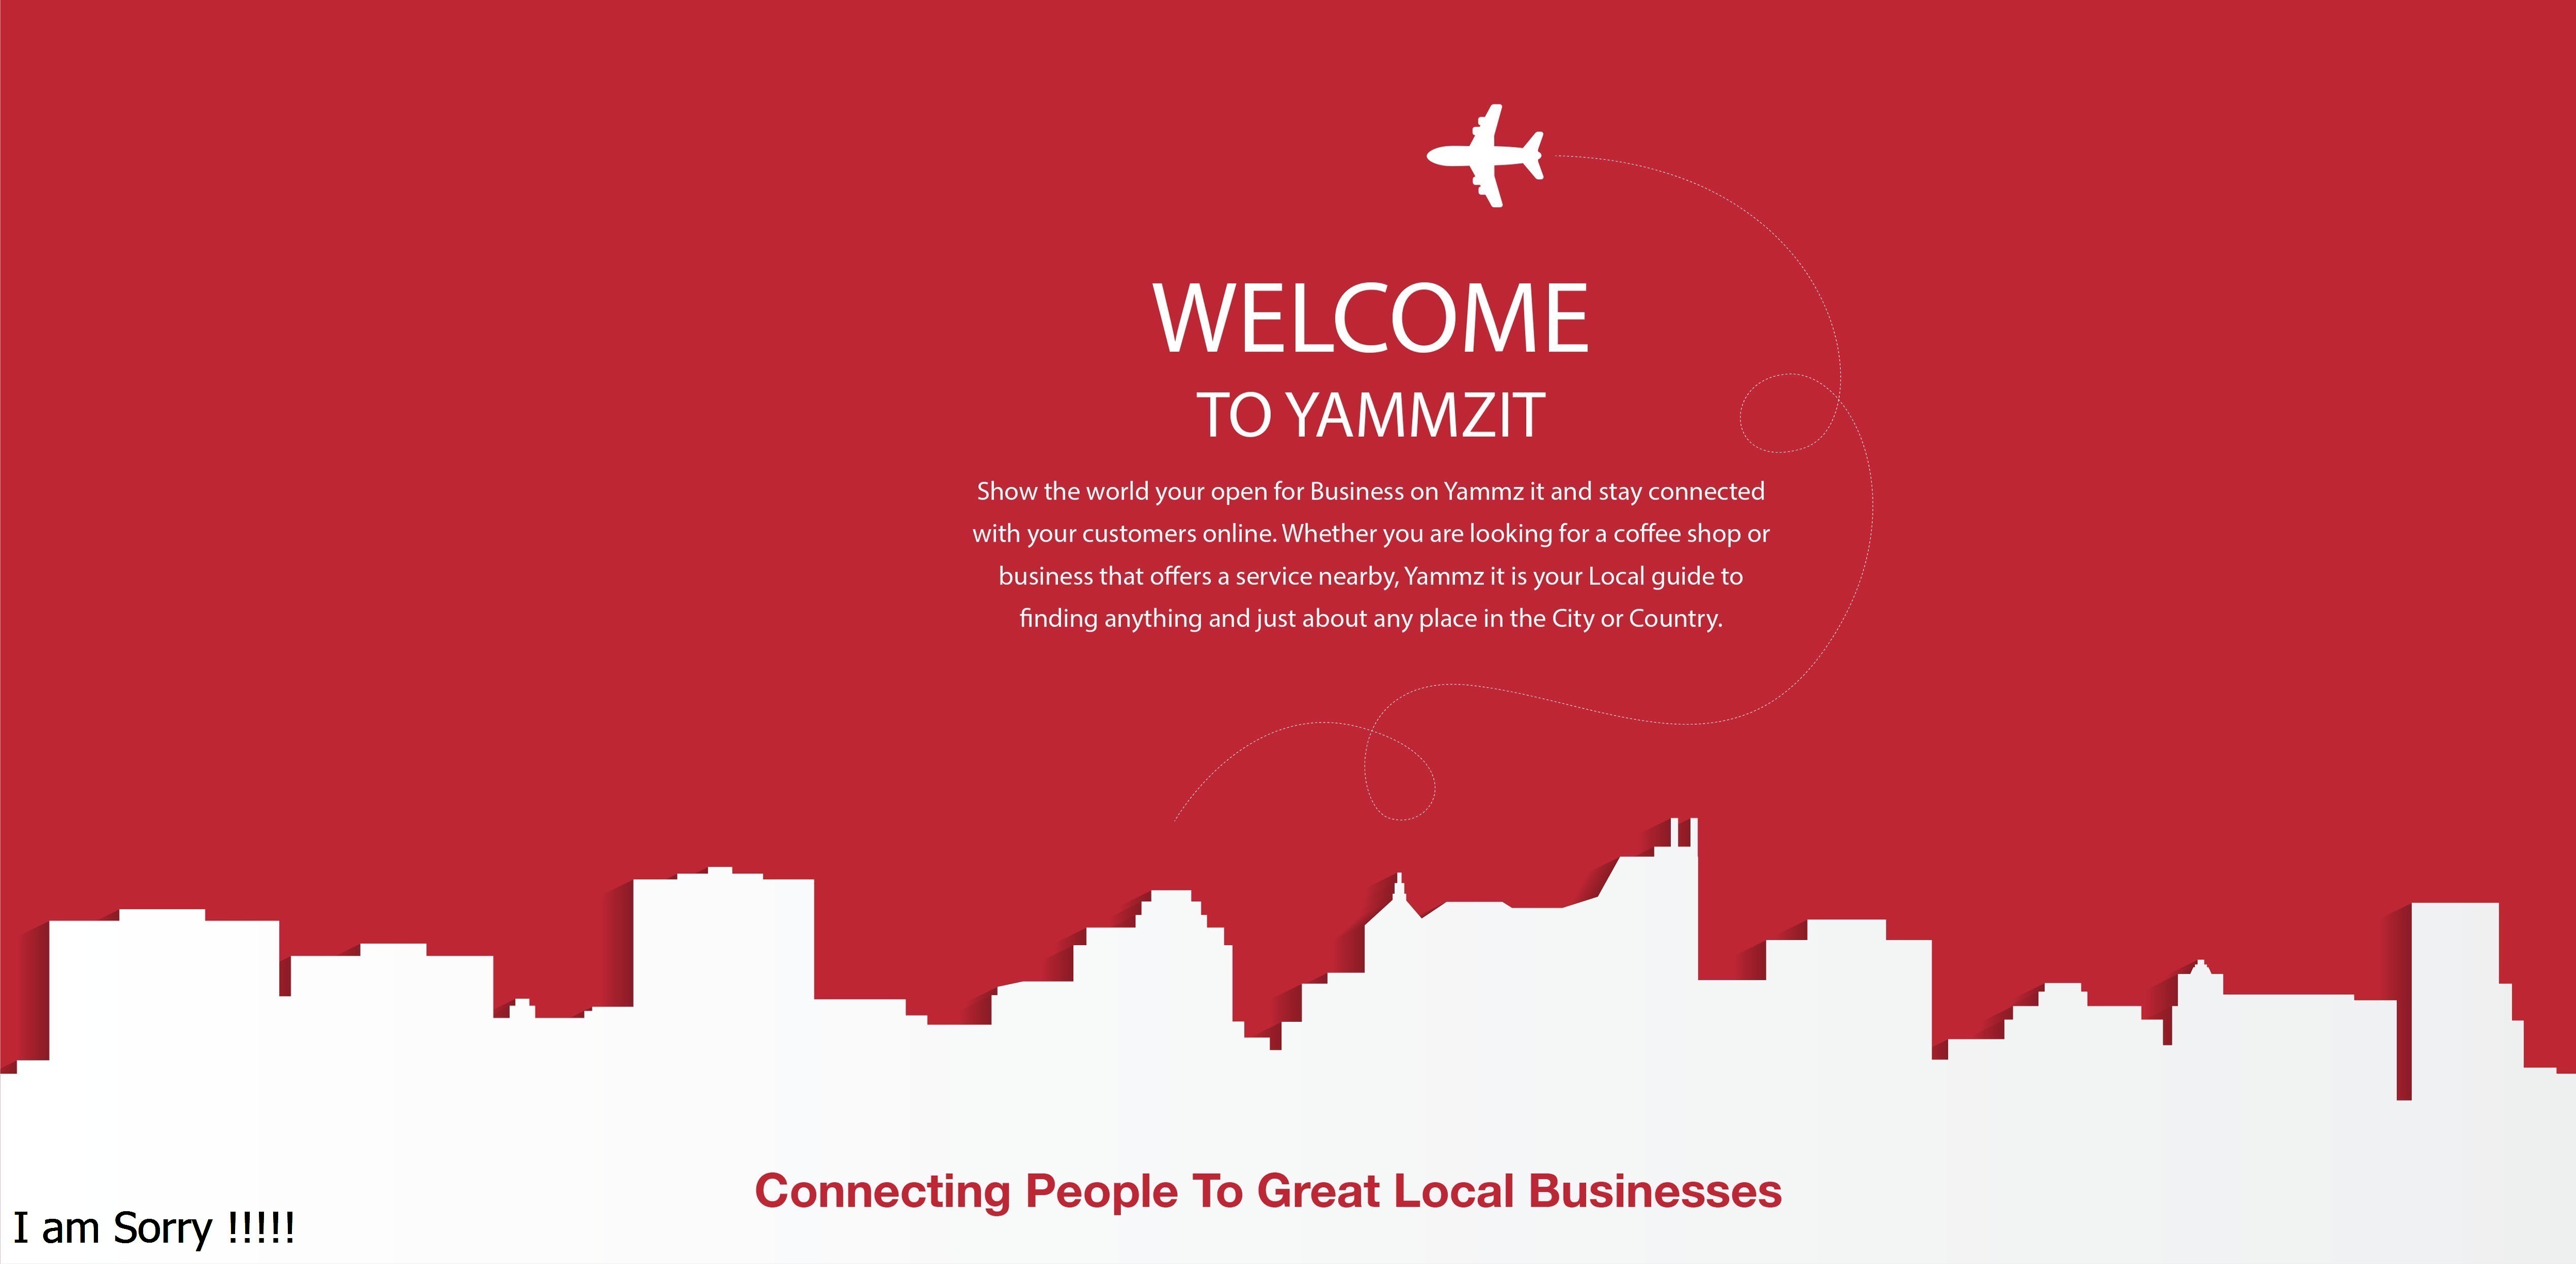 WELCOME
TO YAMMZIT
Show the world your open for Business on Yammz it and stay connected
with your customers online. Whether you are looking for a coffee shop or
business that offers a service nearby, Yammz it is your Local guide to
finding anything and just about any place in the City or Country.
Connecting People To Great Local Businesses
I am Sorry !!!!!